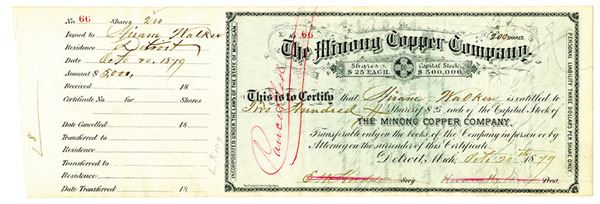 No. 66 Shares 200
Issued to Hiram Walker
Residence Detroit
Date Oct. 20. 1879
Amount $5,000.
Received 18
Certificate No for Shares
Date Cancelled 18
Transferred to
Residence
Transferred to
Residence
Date Transferred 18
INCORPORATED UNDER THE LAWS OF THE STATE OF MICHIGAN.
No. 66 200 SHARES
The Minong Copper Company,
Shares Capital Stock
$25 EACH. $500,000.
This is to Certify that Hiram Walker is entitled to
Two Hundred Shares of $25 each of the Capital Stock of
THE MINONG COPPER COMPANY,
Transferable only on the books of the Company in person or by
Attorney on the surrender of this Certificate.
Detroit, Mich. Oct. 20th 1879
Secy. Prest.
Cancelled
PERSONAL LIABILITY THREE DOLLARS PER SHARE ONLY.